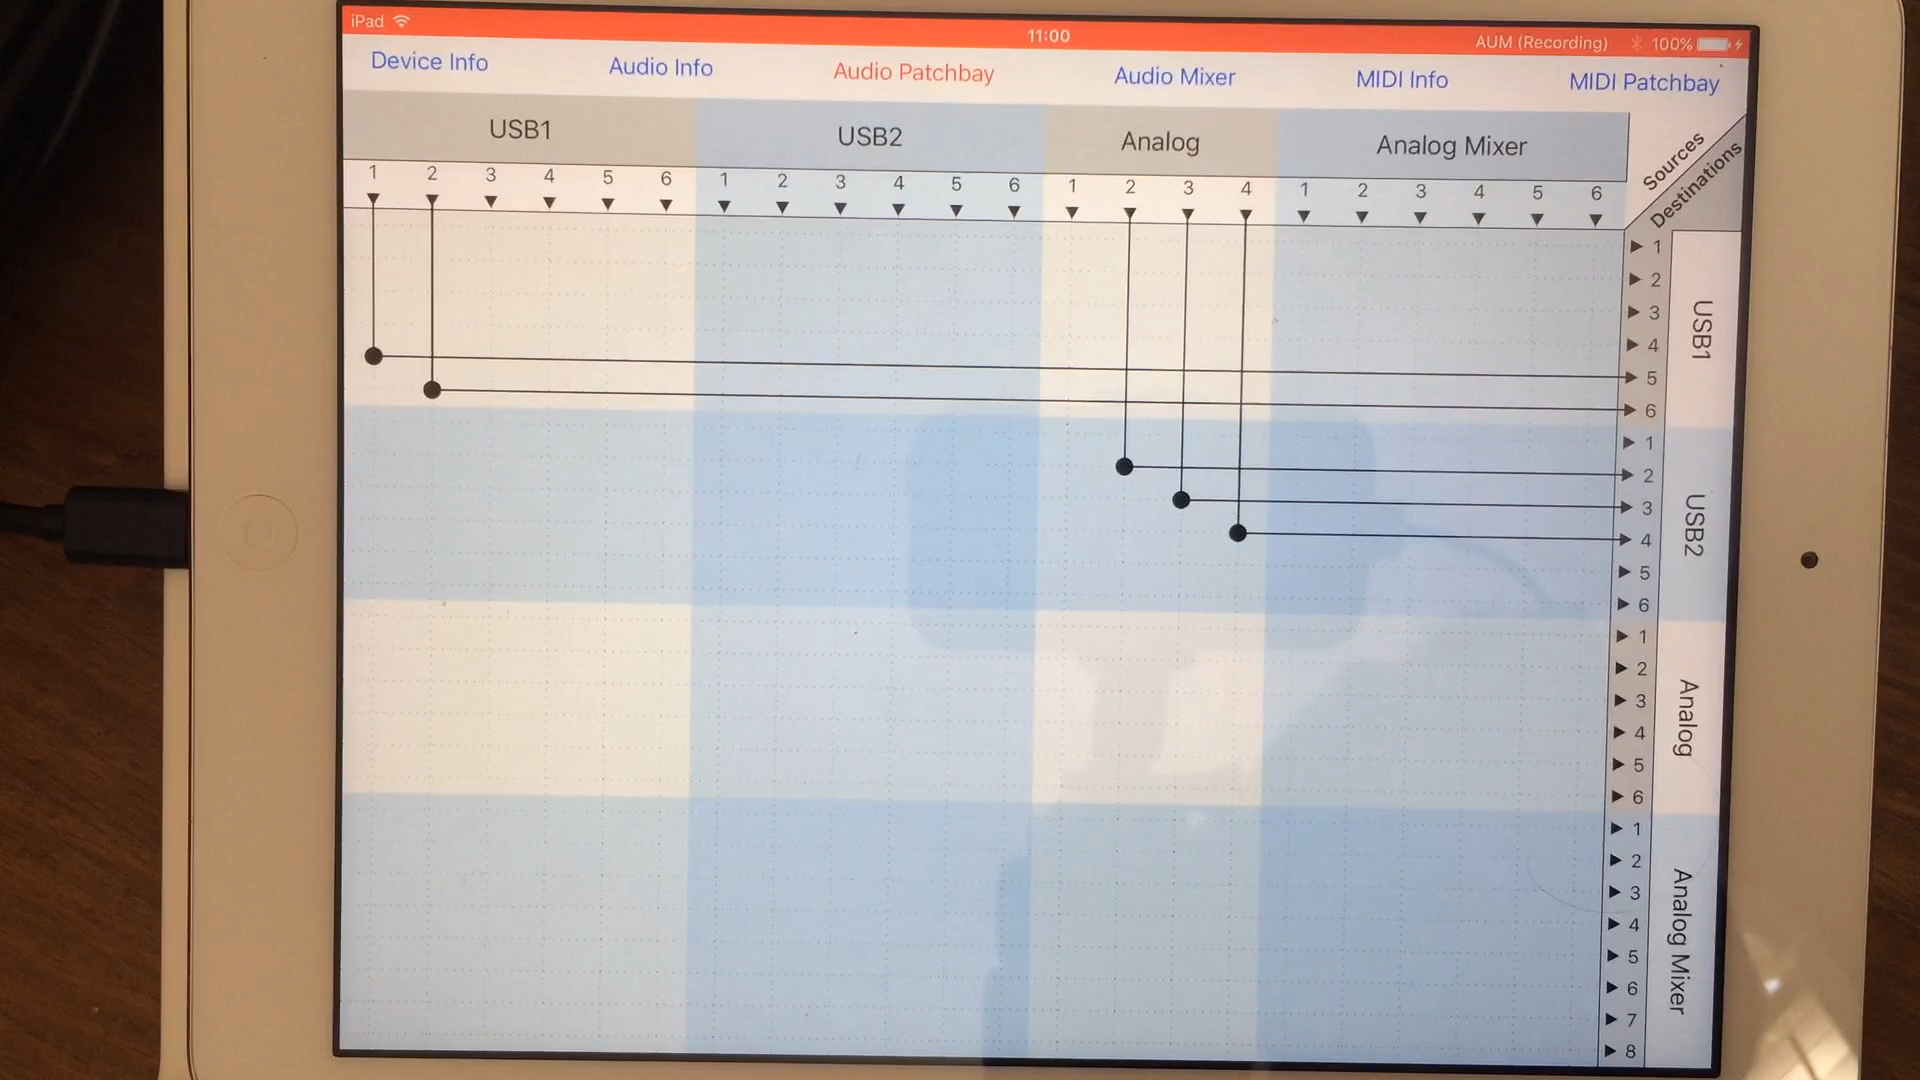 iPad
11:00
AUM (Recording)
100%
Device Info
Audio Info
Audio Patchbay
Audio Mixer
MIDI Info
MIDI Patchbay
USB1
USB2
Analog
Analog Mixer
Sources
Destinations
1 2 3 4 5 6
1 2 3 4 5 6
1 2 3 4
1 2 3 4 5 6
USB1
1
2
3
4
5
6
USB2
1
2
3
4
5
6
Analog
1
2
3
4
5
6
Analog Mixer
1
2
3
4
5
6
7
8